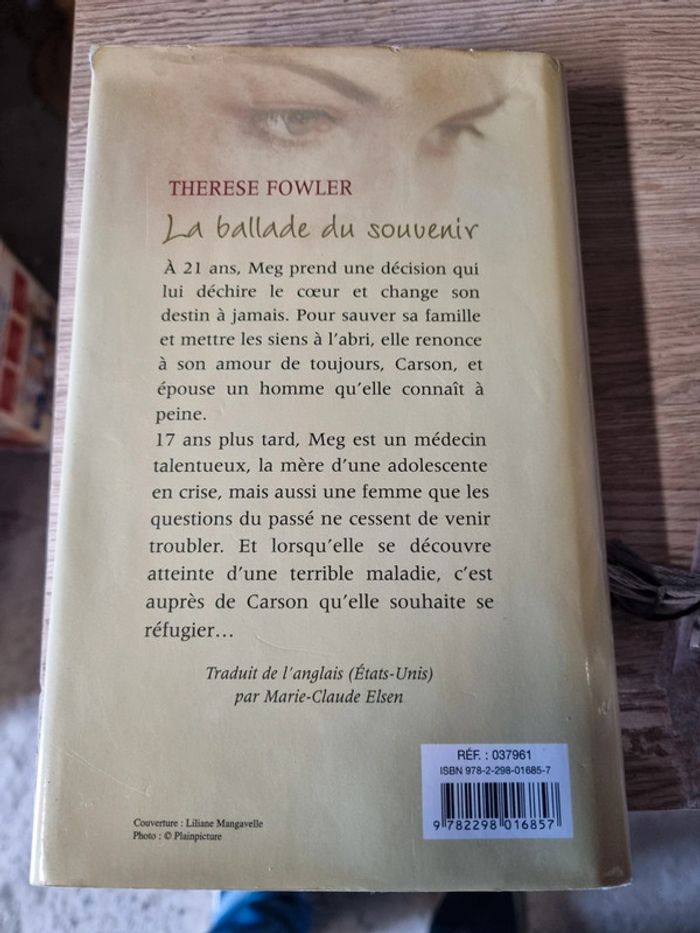 THERESE FOWLER
La ballade du souvenir
À 21 ans, Meg prend une décision qui
lui déchire le cœur et change son
destin à jamais. Pour sauver sa famille
et mettre les siens à l'abri, elle renonce
à son amour de toujours, Carson, et
épouse un homme qu'elle connaît à
peine.
17 ans plus tard, Meg est un médecin
talentueux, la mère d'une adolescente
en crise, mais aussi une femme que les
questions du passé ne cessent de venir
troubler. Et lorsqu'elle se découvre
atteinte d'une terrible maladie, c'est
auprès de Carson qu'elle souhaite se
réfugier…
Traduit de l'anglais (États-Unis)
par Marie-Claude Elsen
RÉF. : 037961
ISBN 978-2-298-01685-7
9 782298 016857
Couverture : Liliane Mangavelle
Photo : © Plainpicture